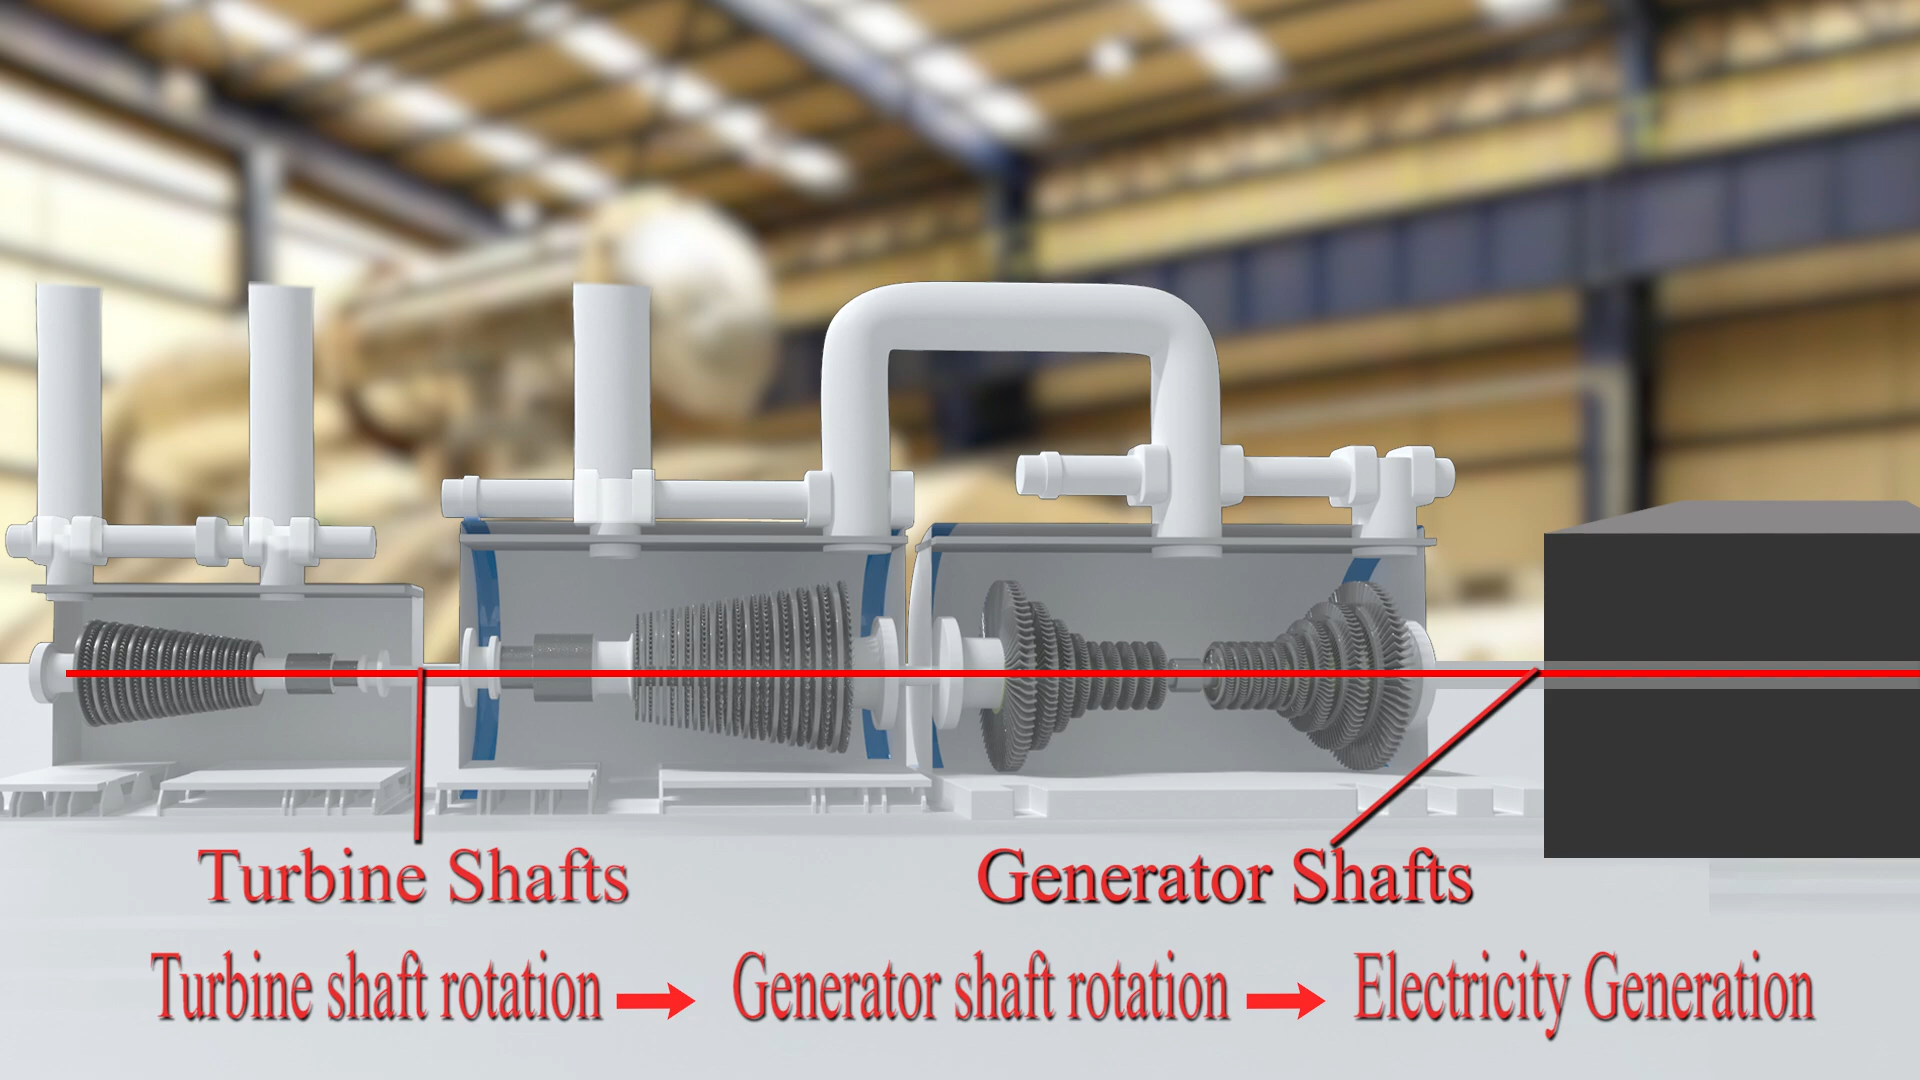 Turbine Shafts
Generator Shafts
Turbine shaft rotation → Generator shaft rotation → Electricity Generation